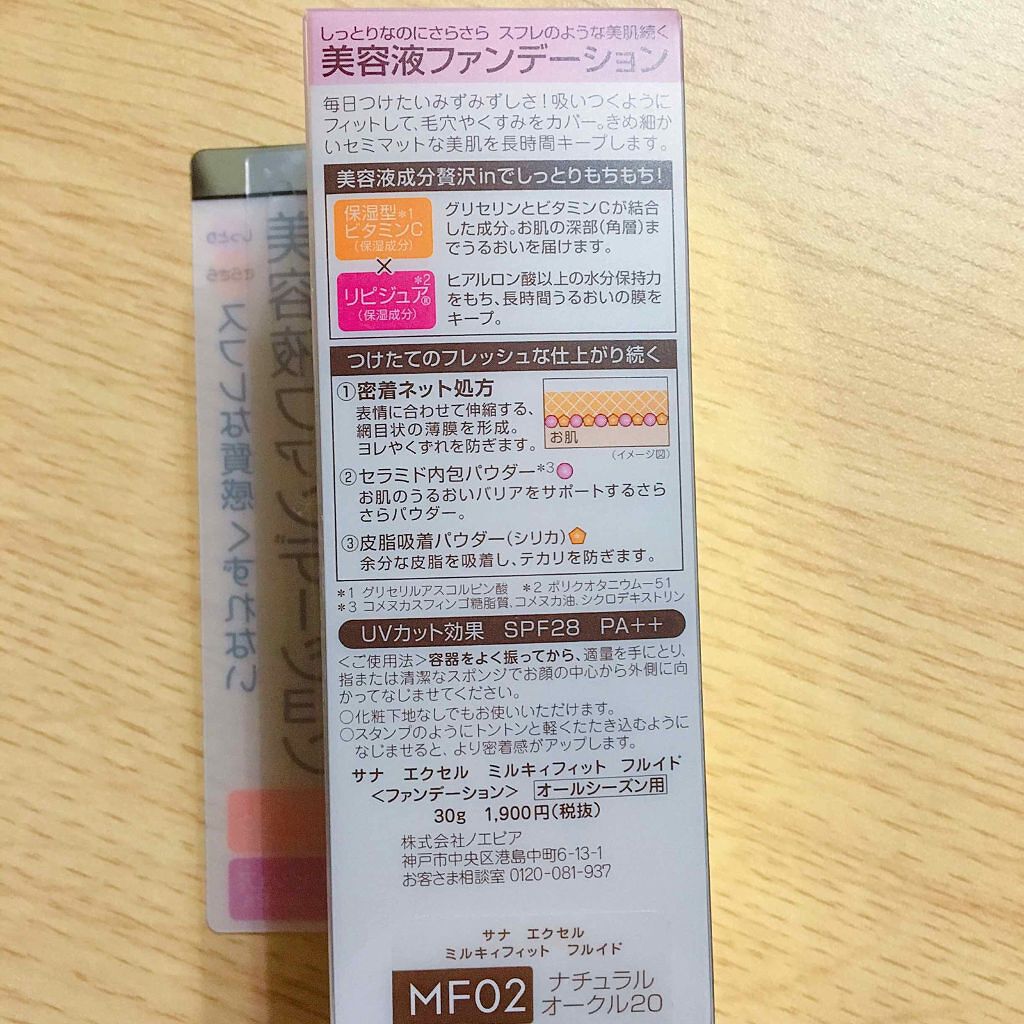 しっとりなのにさらさら スフレのような美肌続く
美容液ファンデーション
毎日つけたいみずみずしさ!吸いつくように
フィットして、毛穴やくすみをカバー。きめ細か
いセミマットな美肌を長時間キープします。
美容液成分贅沢inでしっとりもちもち!
保湿型*1
ビタミンC
(保湿成分)
グリセリンとビタミンCが結合
した成分。お肌の深部(角層)ま
でうるおいを届けます。
×
*2
リピジュア®
(保湿成分)
ヒアルロン酸以上の水分保持力
をもち、長時間うるおいの膜を
キープ。
つけたてのフレッシュな仕上がり続く
①密着ネット処方
表情に合わせて伸縮する、
網目状の薄膜を形成。
ヨレやくずれを防ぎます。
お肌
(イメージ図)
②セラミド内包パウダー*3
お肌のうるおいバリアをサポートするさら
さらパウダー。
③皮脂吸着パウダー(シリカ)
余分な皮脂を吸着し、テカリを防ぎます。
*1 グリセリルアスコルビン酸 *2 ポリクオタニウム-51
*3 コメヌカスフィンゴ糖脂質、コメヌカ油、シクロデキストリン
UVカット効果 SPF28 PA++
<ご使用法>容器をよく振ってから、適量を手にとり、
指または清潔なスポンジでお顔の中心から外側に向
かってなじませてください。
○化粧下地なしでもお使いいただけます。
○スタンプのようにトントンと軽くたたき込むように
なじませると、より密着感がアップします。
サナ エクセル ミルキィフィット フルイド
<ファンデーション> オールシーズン用
30g 1,900円(税抜)
株式会社ノエビア
神戸市中央区港島中町6-13-1
お客さま相談室 0120-081-937
サナ エクセル
ミルキィフィット フルイド
MF02
ナチュラル
オークル20
しっとり
さらさら
美容液ファンデーション
スフレな質感 くずれない